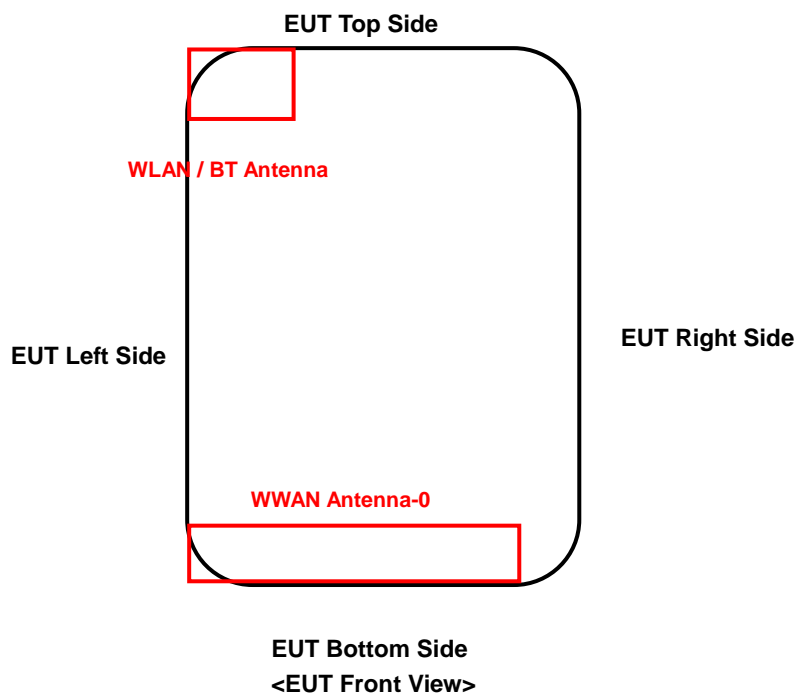 EUT Top Side
WLAN / BT Antenna
EUT Left Side
EUT Right Side
WWAN Antenna-0
EUT Bottom Side
<EUT Front View>